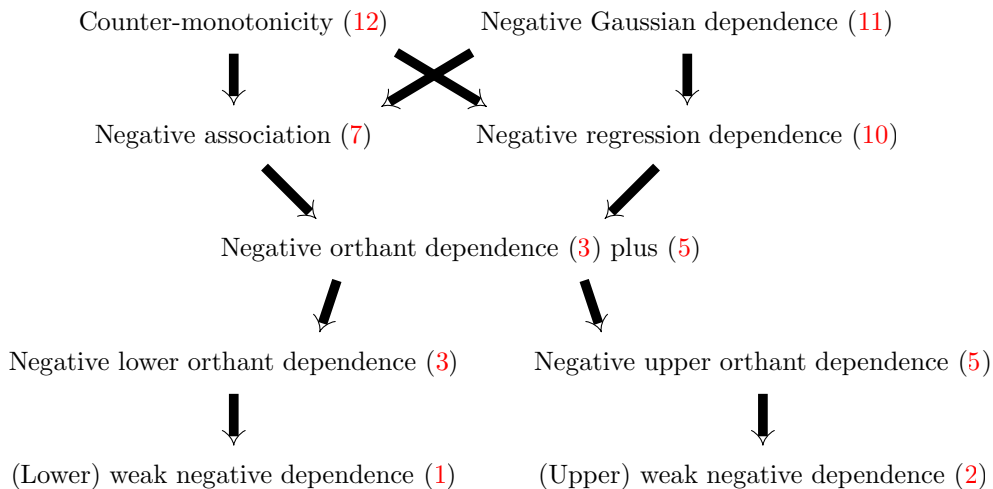 Counter-monotonicity (12) Negative Gaussian dependence (11)
Negative association (7) Negative regression dependence (10)
Negative orthant dependence (3) plus (5)
Negative lower orthant dependence (3) Negative upper orthant dependence (5)
(Lower) weak negative dependence (1) (Upper) weak negative dependence (2)